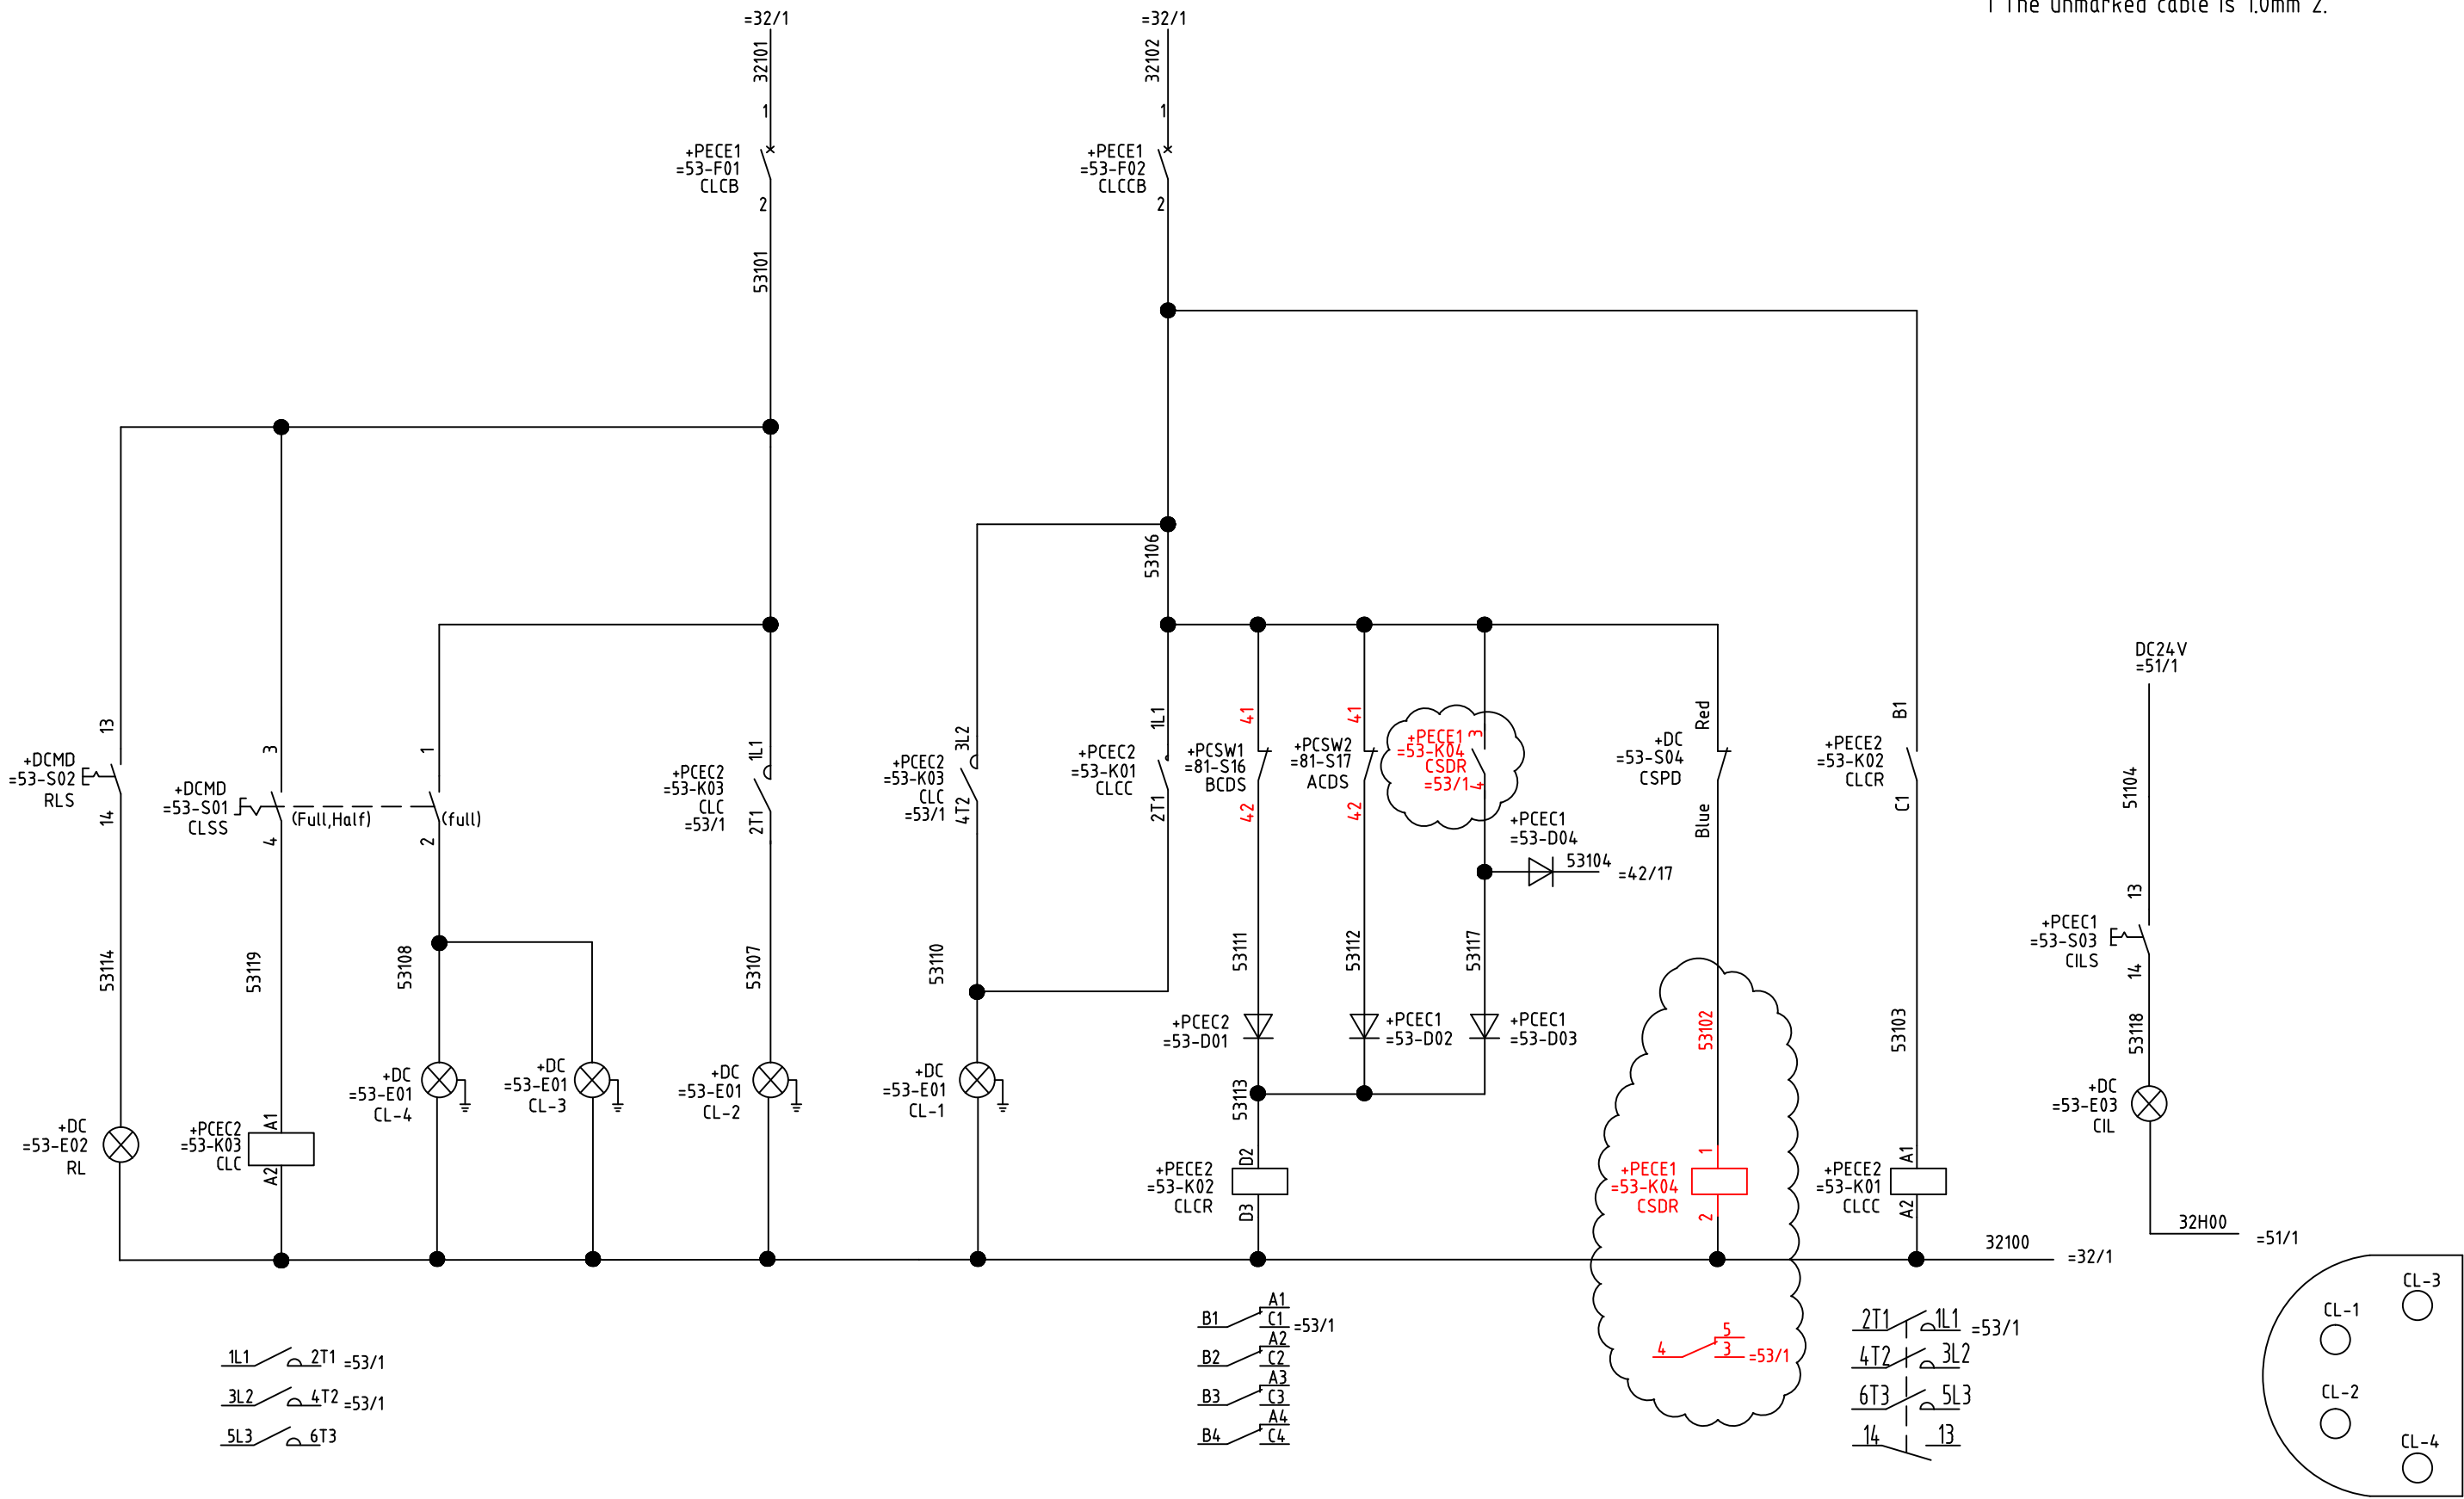 1 The unmarked cable is 1.0mm 2.
=32/1
32101
1
+PECE1
=53-F01
CLCB
2
53101
=32/1
32102
1
+PECE1
=53-F02
CLCCB
2
53106
13
+DCMD
=53-S02
RLS
14
53114
+DC
=53-E02
RL
3
+DCMD
=53-S01
CLSS
(Full,Half)
4
53119
A1
+PCEC2
=53-K03
CLC
A2
1
(full)
2
53108
+DC
=53-E01
CL-4
+DC
=53-E01
CL-3
1L1
+PCEC2
=53-K03
CLC
=53/1
2T1
53107
+DC
=53-E01
CL-2
3L2
+PCEC2
=53-K03
CLC
=53/1
4T2
53110
+DC
=53-E01
CL-1
1L1
+PCEC2
=53-K01
CLCC
2T1
41
+PCSW1
=81-S16
BCDS
42
53111
+PCEC2
=53-D01
53113
D2
+PECE2
=53-K02
CLCR
D3
41
+PCSW2
=81-S17
ACDS
42
53112
+PCEC1
=53-D02
3
+PECE1
=53-K04
CSDR
=53/1
4
+PCEC1
=53-D04
53104
=42/17
53117
+PCEC1
=53-D03
Red
+DC
=53-S04
CSPD
Blue
53102
1
+PECE1
=53-K04
CSDR
2
B1
+PECE2
=53-K02
CLCR
C1
53103
A1
+PECE2
=53-K01
CLCC
A2
32100
=32/1
DC24V
=51/1
51104
13
+PCEC1
=53-S03
CILS
14
53118
+DC
=53-E03
CIL
32H00
=51/1
1L1 2T1 =53/1
3L2 4T2 =53/1
5L3 6T3
A1
B1 C1 =53/1
A2
B2 C2
A3
B3 C3
A4
B4 C4
5
4 3 =53/1
2T1 1L1 =53/1
4T2 3L2
6T3 5L3
14 13
CL-3
CL-1
CL-2
CL-4